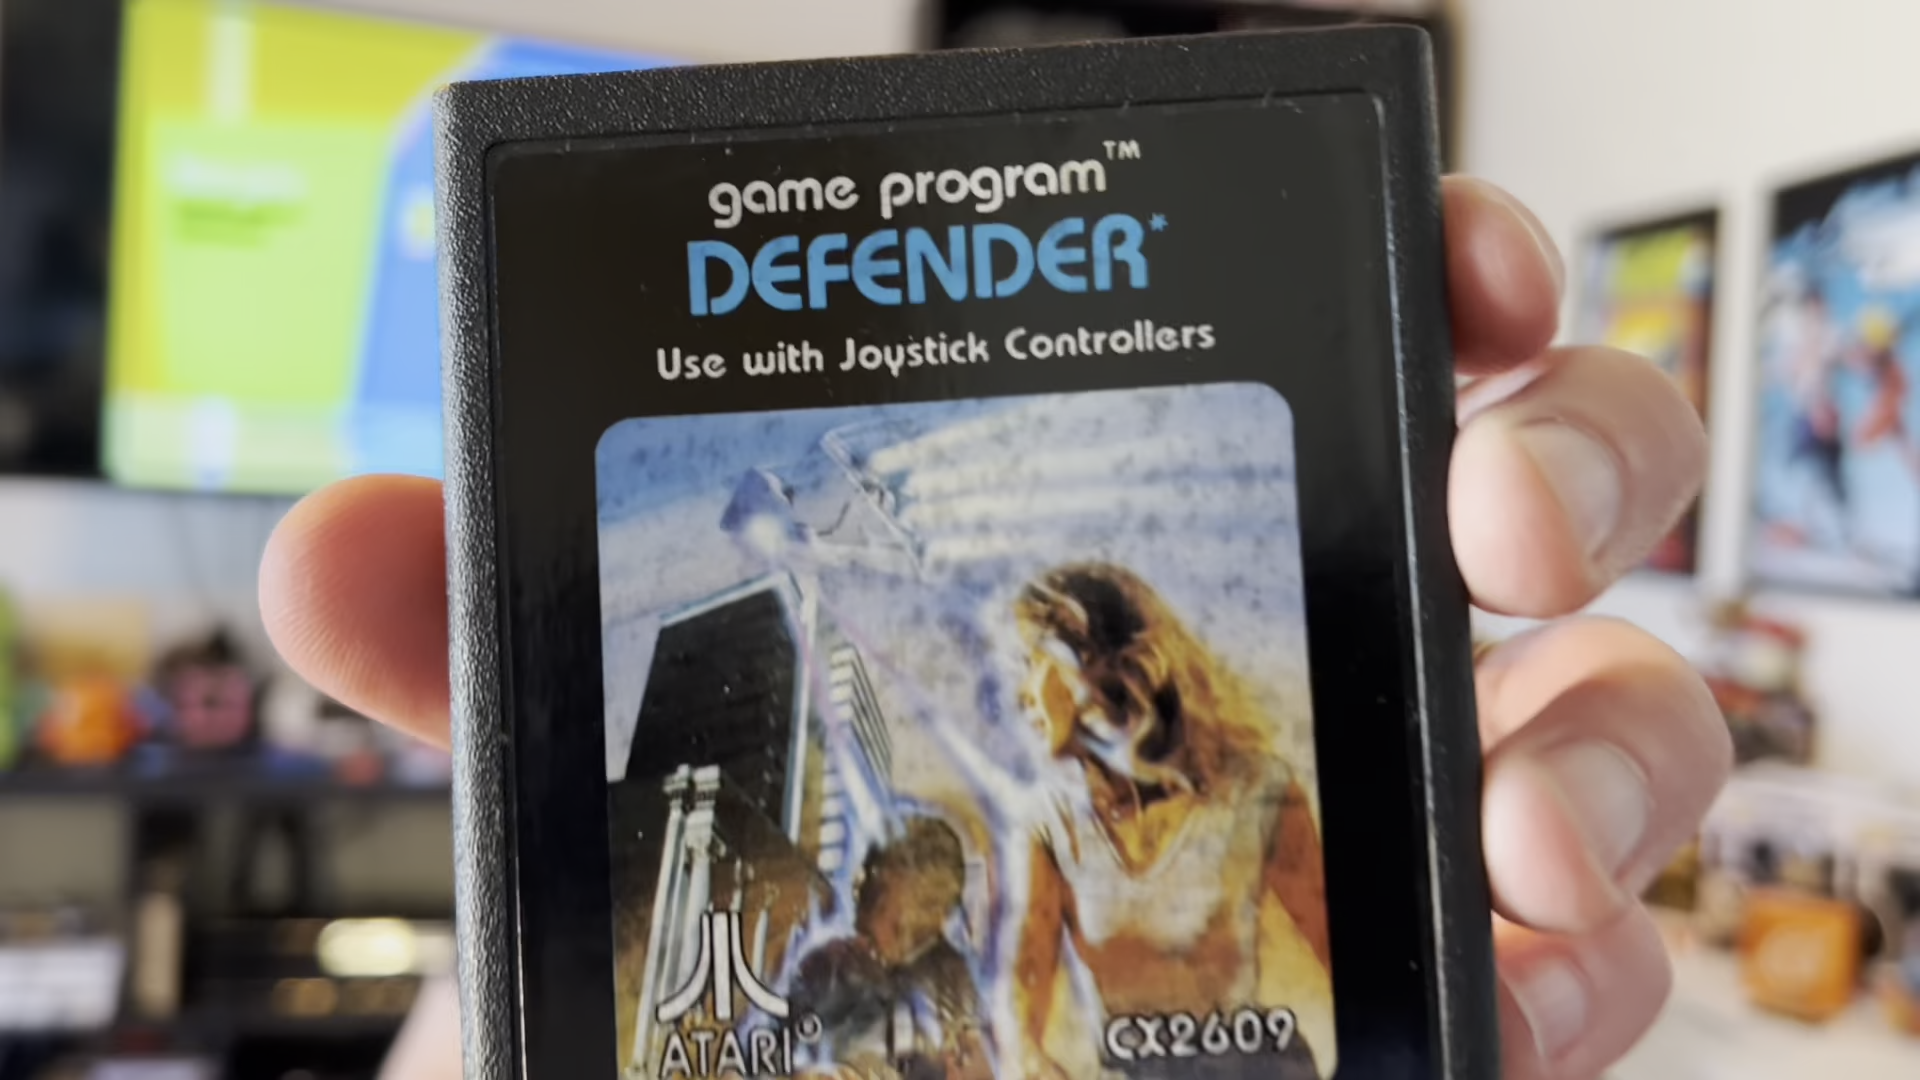 game program™
DEFENDER*
Use with Joystick Controllers
ATARI®
CX2609